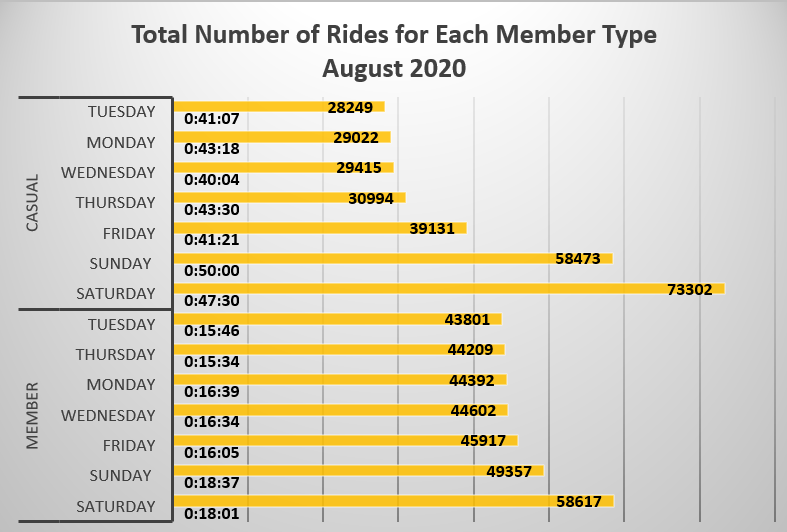 Total Number of Rides for Each Member Type
August 2020
CASUAL
TUESDAY 28249
0:41:07
MONDAY 29022
0:43:18
WEDNESDAY 29415
0:40:04
THURSDAY 30994
0:43:30
FRIDAY 39131
0:41:21
SUNDAY 58473
0:50:00
SATURDAY 73302
0:47:30
MEMBER
TUESDAY 43801
0:15:46
THURSDAY 44209
0:15:34
MONDAY 44392
0:16:39
WEDNESDAY 44602
0:16:34
FRIDAY 45917
0:16:05
SUNDAY 49357
0:18:37
SATURDAY 58617
0:18:01